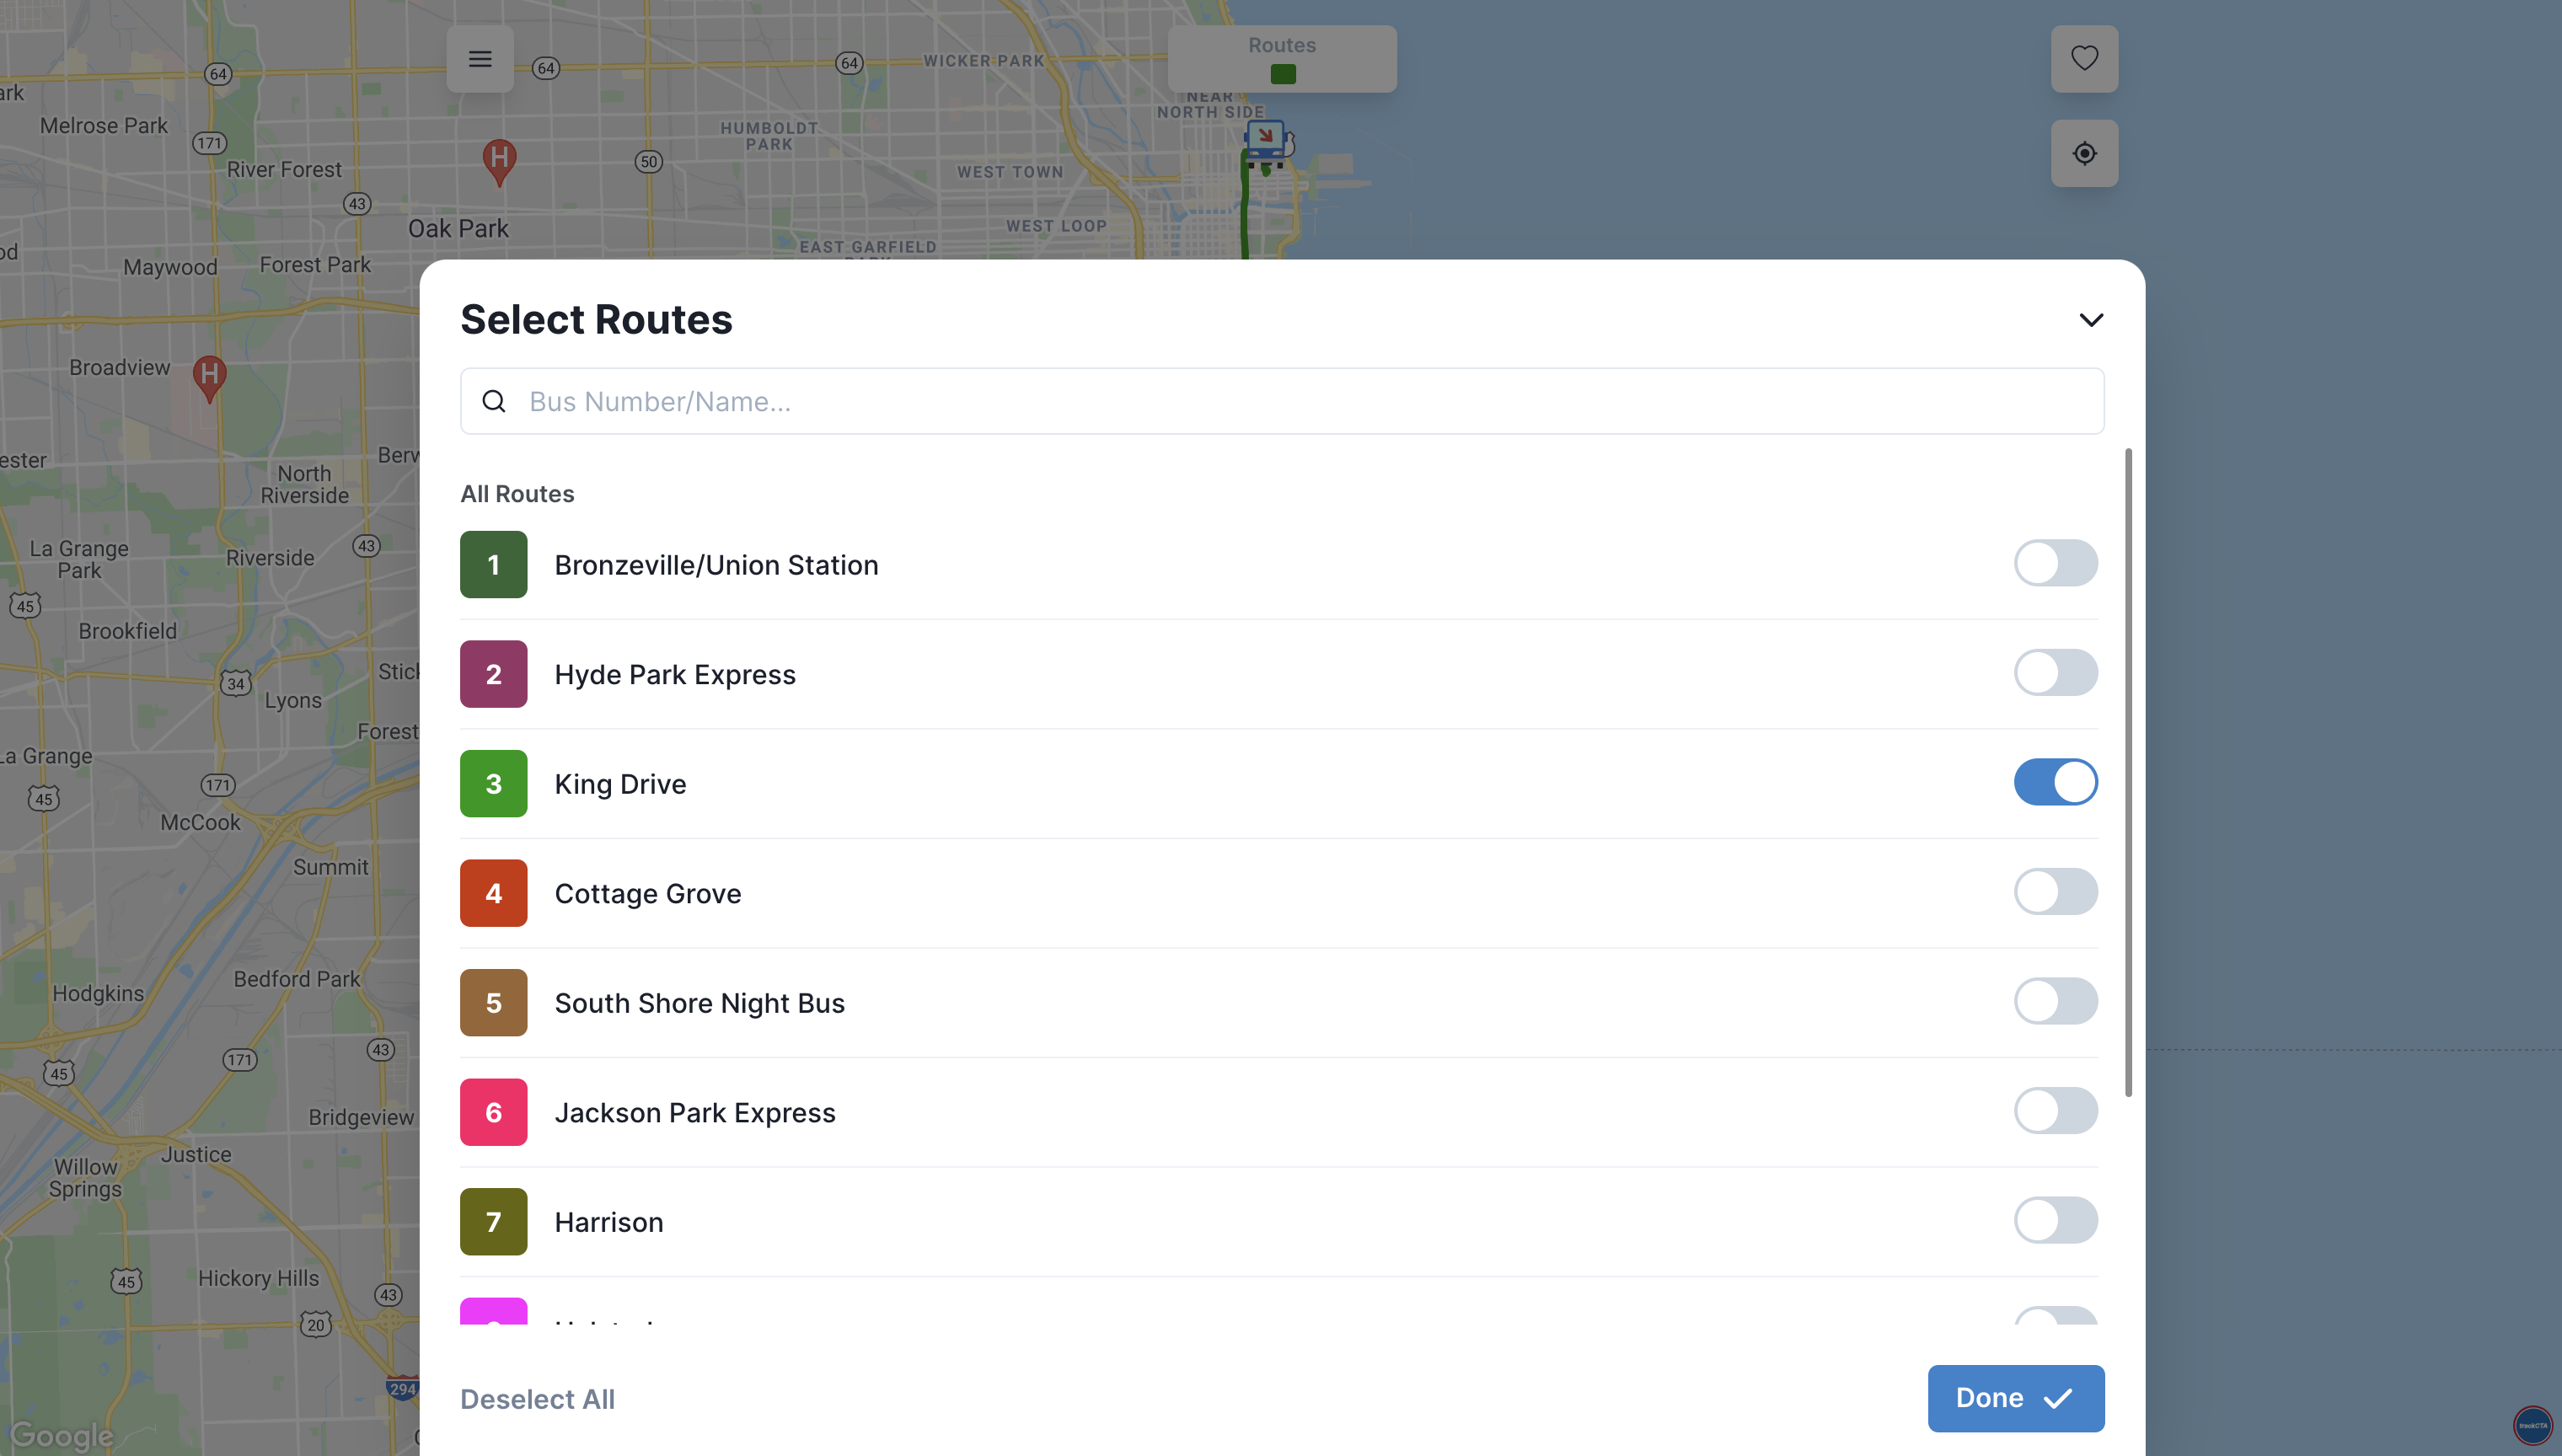 64
64
64
WICKER PARK
Routes
ark
Melrose Park
171
River Forest
H
50
HUMBOLDT
PARK
WEST TOWN
NEAR
NORTH SIDE
43
Oak Park
WEST LOOP
EAST GARFIELD
od
Maywood
Forest Park
Select Routes
Broadview
H
Bus Number/Name...
ester
North
Riverside
Berw
All Routes
La Grange
Park
Riverside
43
1
Bronzeville/Union Station
45
Brookfield
2
Hyde Park Express
34
Stick
Lyons
Forest
La Grange
171
45
3
King Drive
McCook
Summit
4
Cottage Grove
Bedford Park
Hodgkins
5
South Shore Night Bus
43
171
45
Bridgeview
6
Jackson Park Express
Justice
Willow
Springs
7
Harrison
45
Hickory Hills
43
20
294
Deselect All
Done
Google
trackCTA